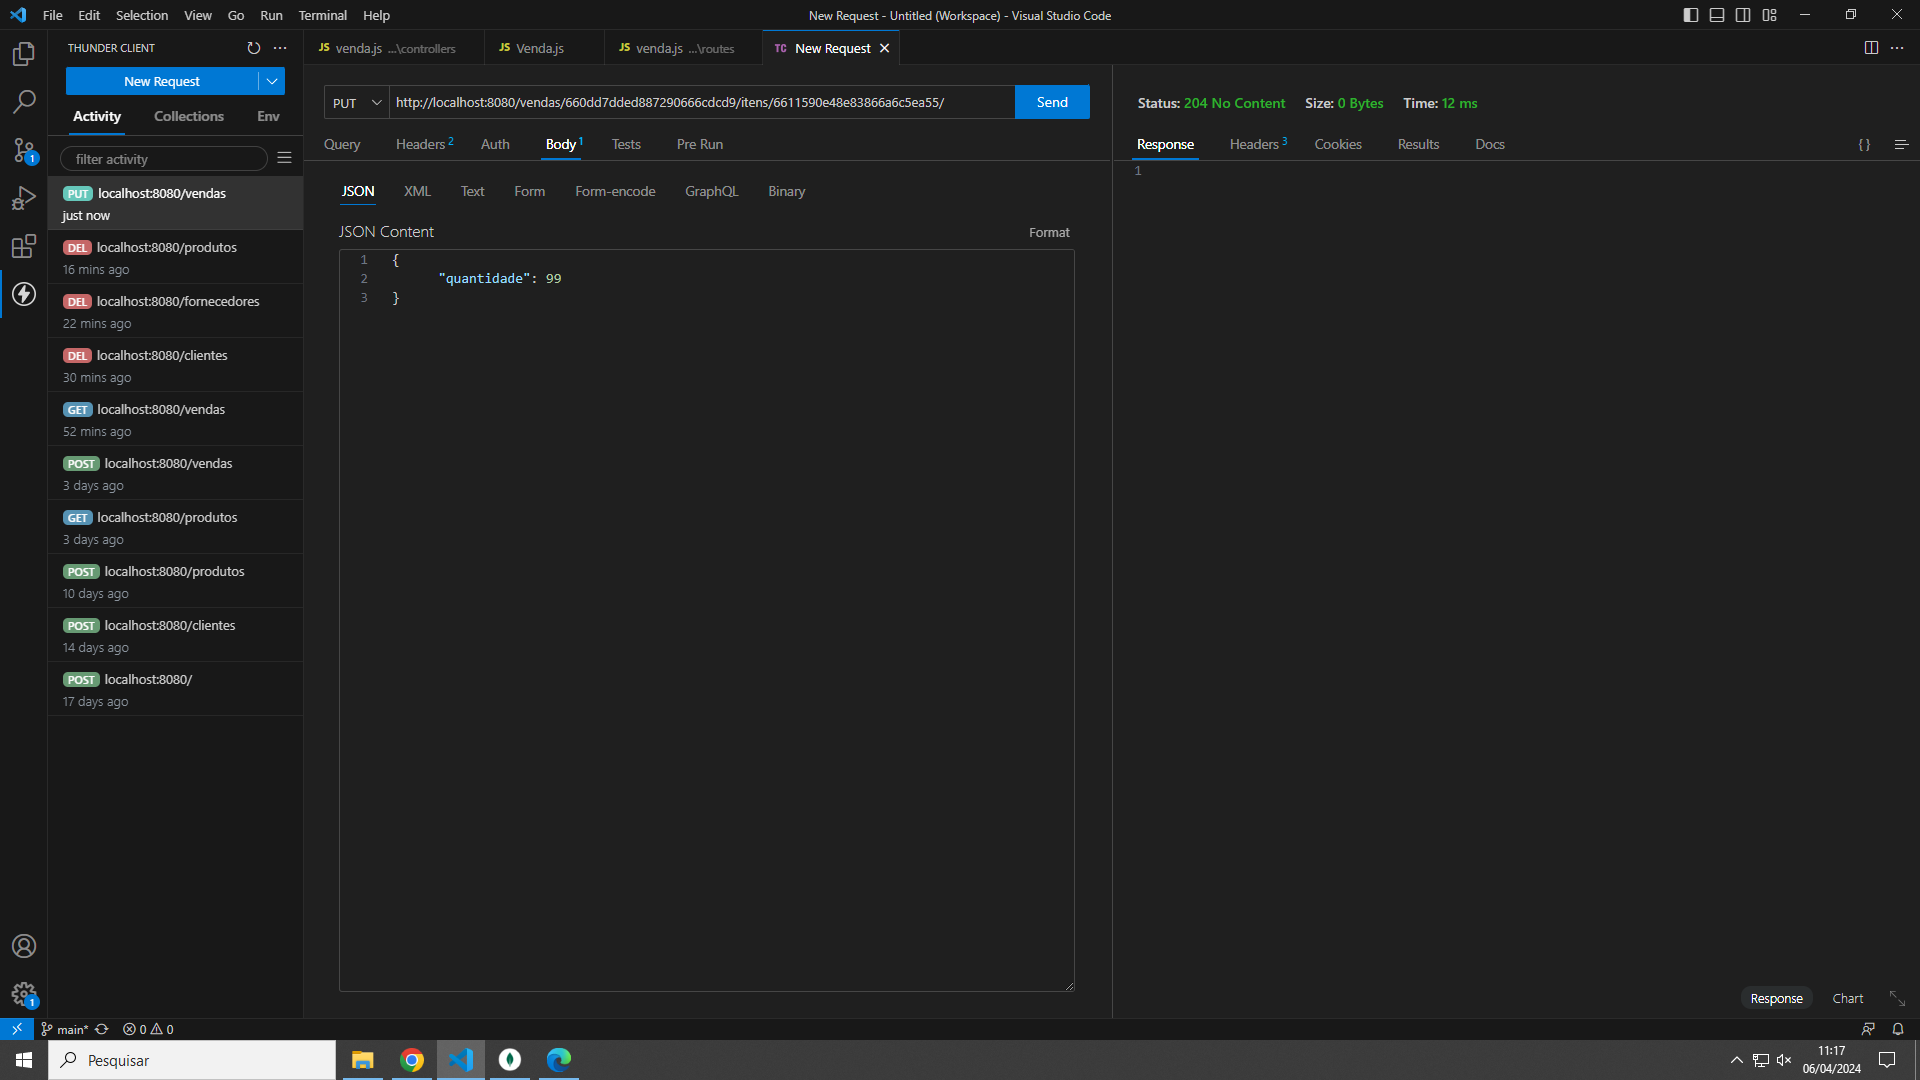 File Edit Selection View Go Run Terminal Help
New Request - Untitled (Workspace) - Visual Studio Code
THUNDER CLIENT
New Request
Activity Collections Env
filter activity
PUT localhost:8080/vendas
just now
DEL localhost:8080/produtos
16 mins ago
DEL localhost:8080/fornecedores
22 mins ago
DEL localhost:8080/clientes
30 mins ago
GET localhost:8080/vendas
52 mins ago
POST localhost:8080/vendas
3 days ago
GET localhost:8080/produtos
3 days ago
POST localhost:8080/produtos
10 days ago
POST localhost:8080/clientes
14 days ago
POST localhost:8080/
17 days ago
JS venda.js ...\controllers
JS Venda.js
JS venda.js ...\routes
TC New Request
PUT http://localhost:8080/vendas/660dd7dded887290666cdcd9/itens/6611590e48e83866a6c5ea55/ Send
Query Headers 2 Auth Body 1 Tests Pre Run
JSON XML Text Form Form-encode GraphQL Binary
JSON Content Format
1 {
2 "quantidade": 99
3 }
Status: 204 No Content Size: 0 Bytes Time: 12 ms
Response Headers 3 Cookies Results Docs { }
1
Response Chart
1
1
main* 0 0
Pesquisar
11:17
06/04/2024